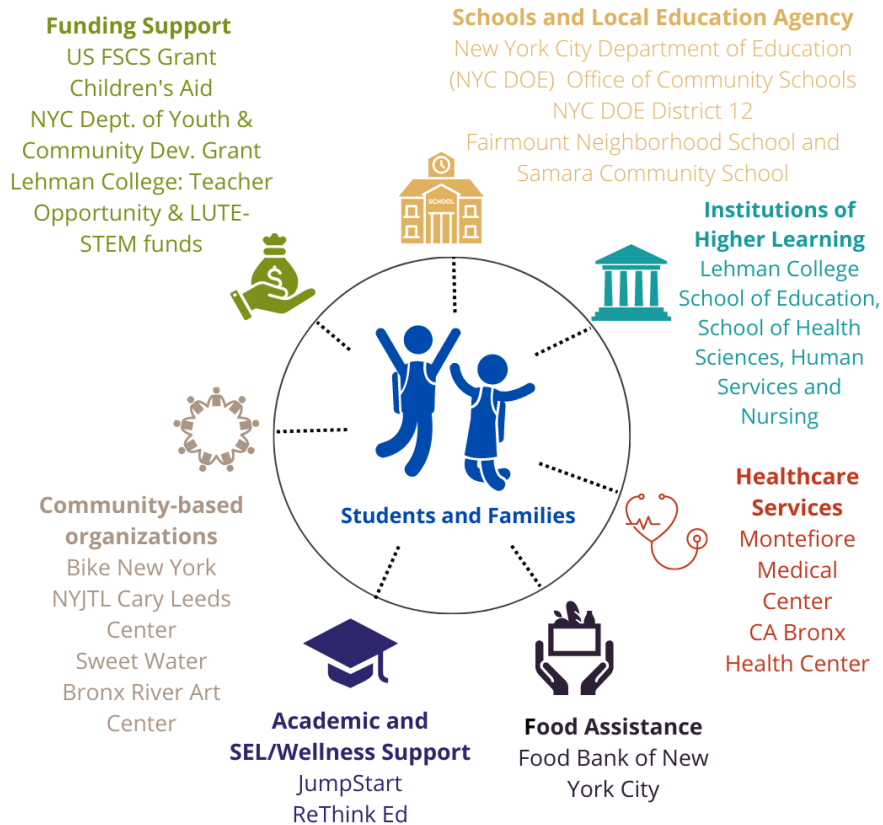 Funding Support
US FSCS Grant
Children's Aid
NYC Dept. of Youth &
Community Dev. Grant
Lehman College: Teacher
Opportunity & LUTE-
STEM funds
Schools and Local Education Agency
New York City Department of Education
(NYC DOE) Office of Community Schools
NYC DOE District 12
Fairmount Neighborhood School and
Samara Community School
SCHOOL
Institutions of
Higher Learning
Lehman College
School of Education,
School of Health
Sciences, Human
Services and
Nursing
$
Students and Families
Healthcare
Services
Montefiore
Medical
Center
CA Bronx
Health Center
Community-based
organizations
Bike New York
NYJTL Cary Leeds
Center
Sweet Water
Bronx River Art
Center
Academic and
SEL/Wellness Support
JumpStart
ReThink Ed
Food Assistance
Food Bank of New
York City